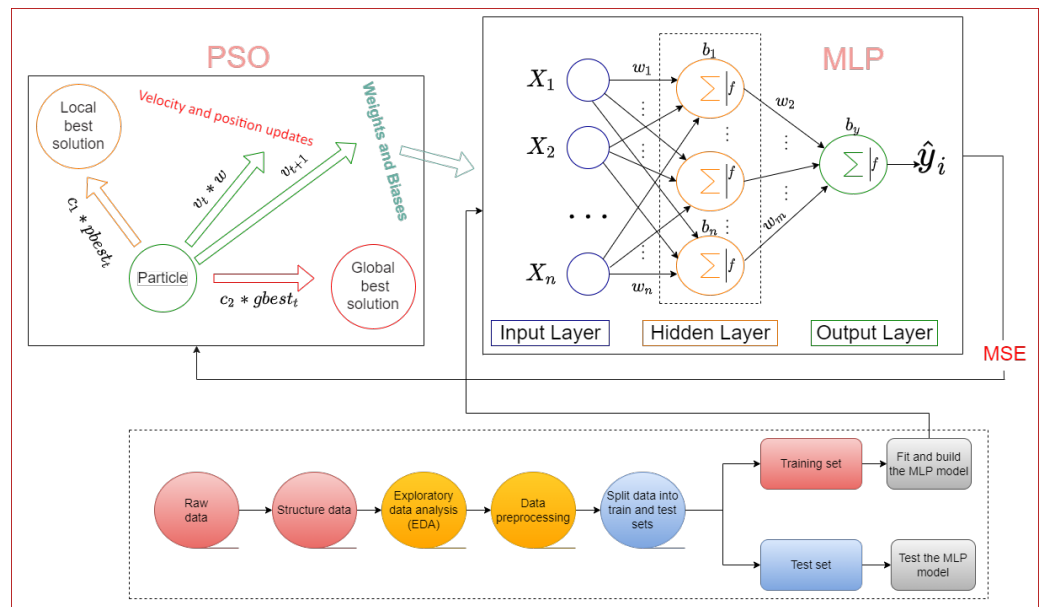 PSO
Local
best
solution
Velocity and position updates
Weights and Biases
v_t * w
v_{t+1}
c_1 * pbest_t
Particle
c_2 * gbest_t
Global
best
solution
MLP
X_1
X_2
...
X_n
w_1
w_n
b_1
∑ f
∑ f
b_n
∑ f
w_2
w_m
b_y
∑ f
ŷ_i
Input Layer
Hidden Layer
Output Layer
MSE
Raw
data
Structure data
Exploratory
data analysis
(EDA)
Data
preprocessing
Split data into
train and test
sets
Training set
Fit and build
the MLP model
Test set
Test the MLP
model